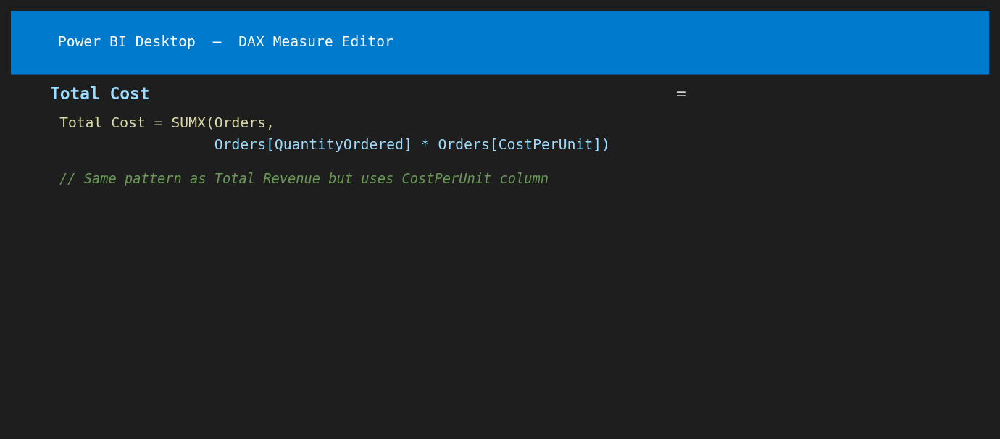 Power BI Desktop — DAX Measure Editor
Total Cost =
Total Cost = SUMX(Orders,
Orders[QuantityOrdered] * Orders[CostPerUnit])
// Same pattern as Total Revenue but uses CostPerUnit column